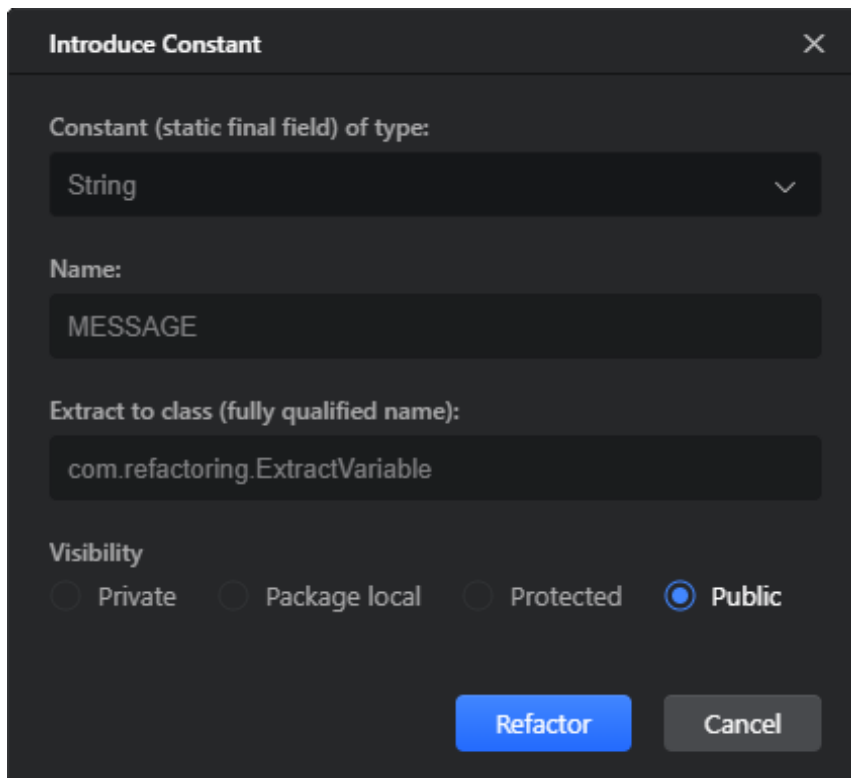 Introduce Constant
Constant (static final field) of type:
String
Name:
MESSAGE
Extract to class (fully qualified name):
com.refactoring.ExtractVariable
Visibility
Private Package local Protected Public
Refactor Cancel